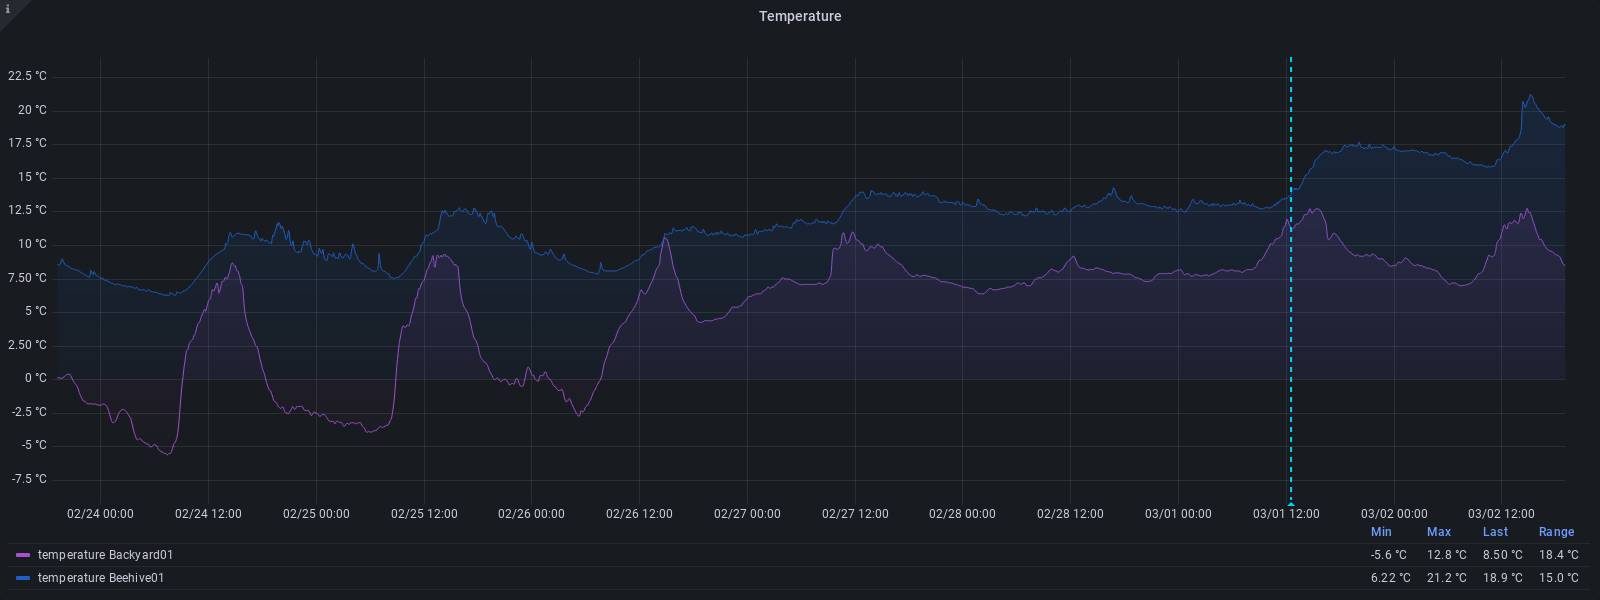 i
Temperature
22.5 °C
20 °C
17.5 °C
15 °C
12.5 °C
10 °C
7.50 °C
5 °C
2.50 °C
0 °C
-2.5 °C
-5 °C
-7.5 °C
02/24 00:00 02/24 12:00 02/25 00:00 02/25 12:00 02/26 00:00 02/26 12:00 02/27 00:00 02/27 12:00 02/28 00:00 02/28 12:00 03/01 00:00 03/01 12:00 03/02 00:00 03/02 12:00
Min Max Last Range
temperature Backyard01 -5.6 °C 12.8 °C 8.50 °C 18.4 °C
temperature Beehive01 6.22 °C 21.2 °C 18.9 °C 15.0 °C